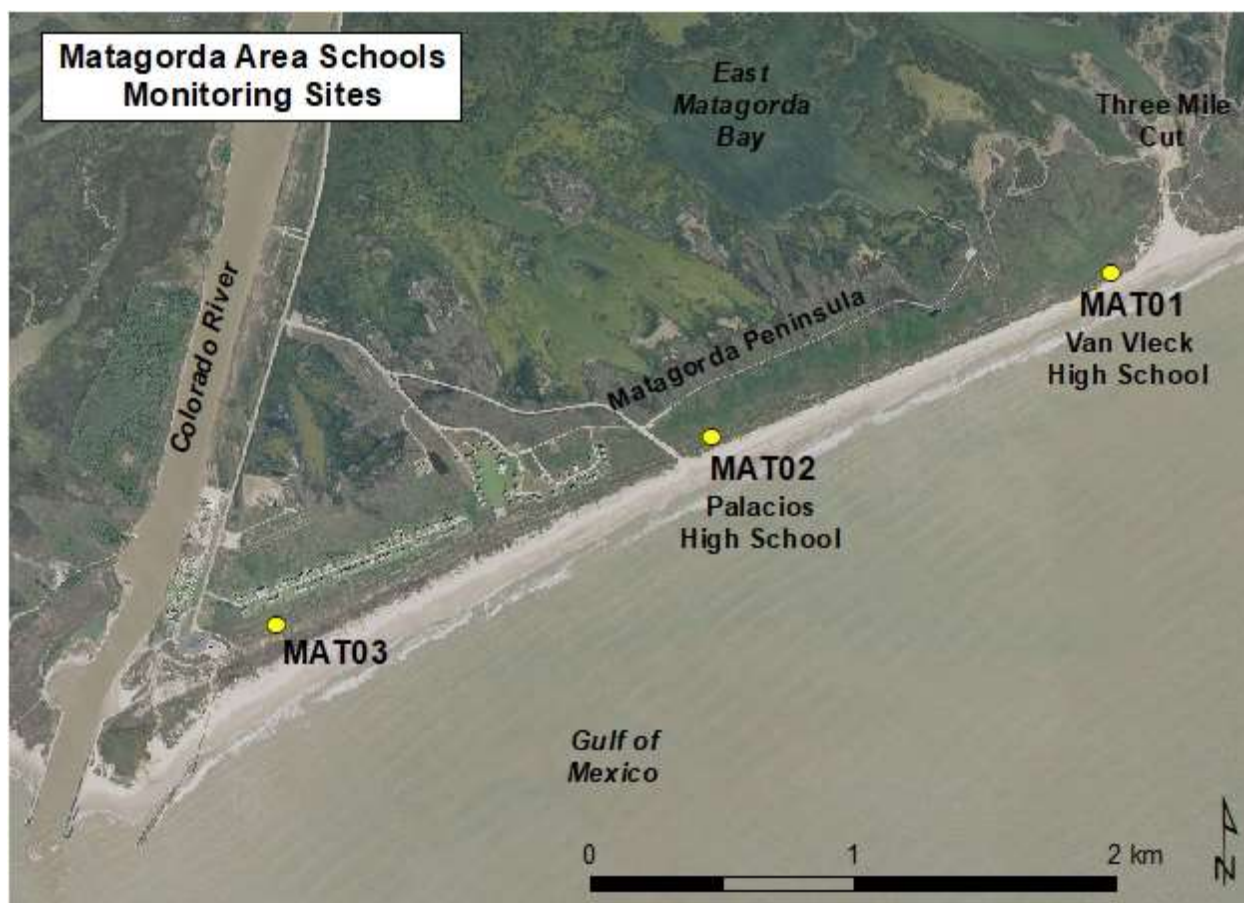 Matagorda Area Schools
Monitoring Sites
East
Matagorda
Bay
Three Mile
Cut
Colorado River
Matagorda Peninsula
MAT01
Van Vleck
High School
MAT02
Palacios
High School
MAT03
Gulf of
Mexico
0 1 2 km
N